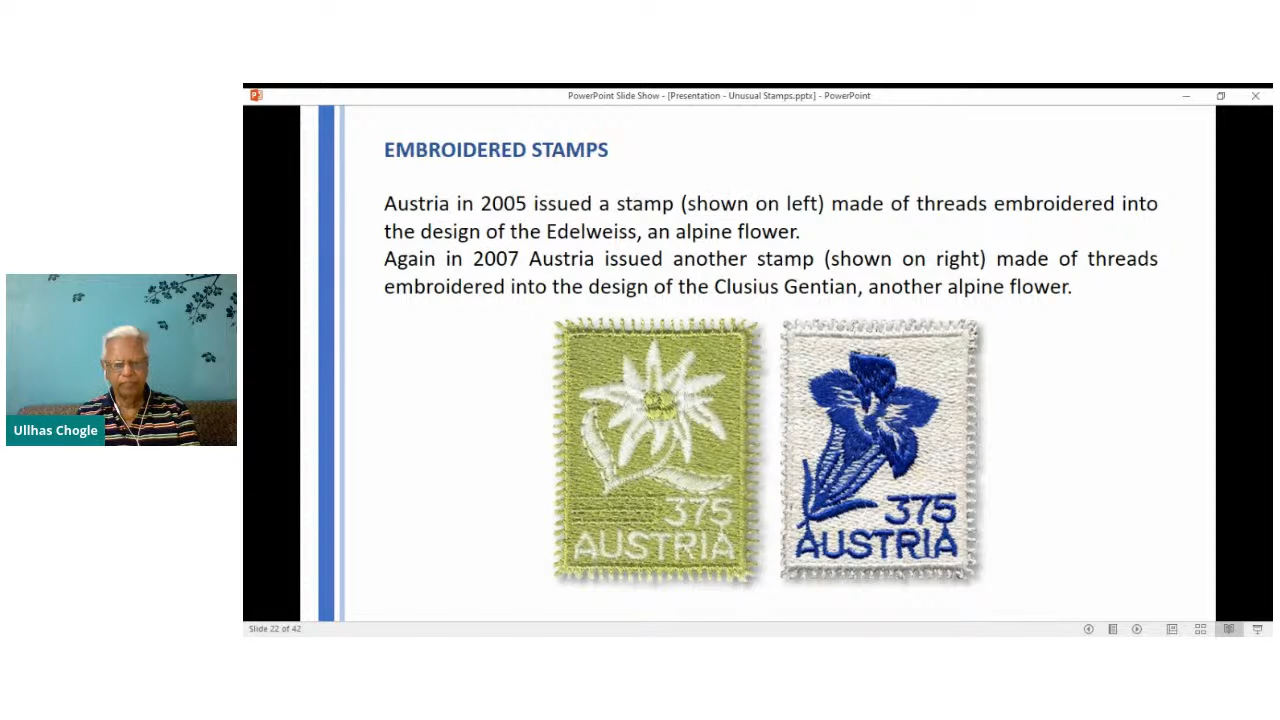 PowerPoint Slide Show - [Presentation - Unusual Stamps.pptx] - PowerPoint
EMBROIDERED STAMPS
Austria in 2005 issued a stamp (shown on left) made of threads embroidered into
the design of the Edelweiss, an alpine flower.
Again in 2007 Austria issued another stamp (shown on right) made of threads
embroidered into the design of the Clusius Gentian, another alpine flower.
375
AUSTRIA
375
AUSTRIA
Ullhas Chogle
Slide 22 of 42